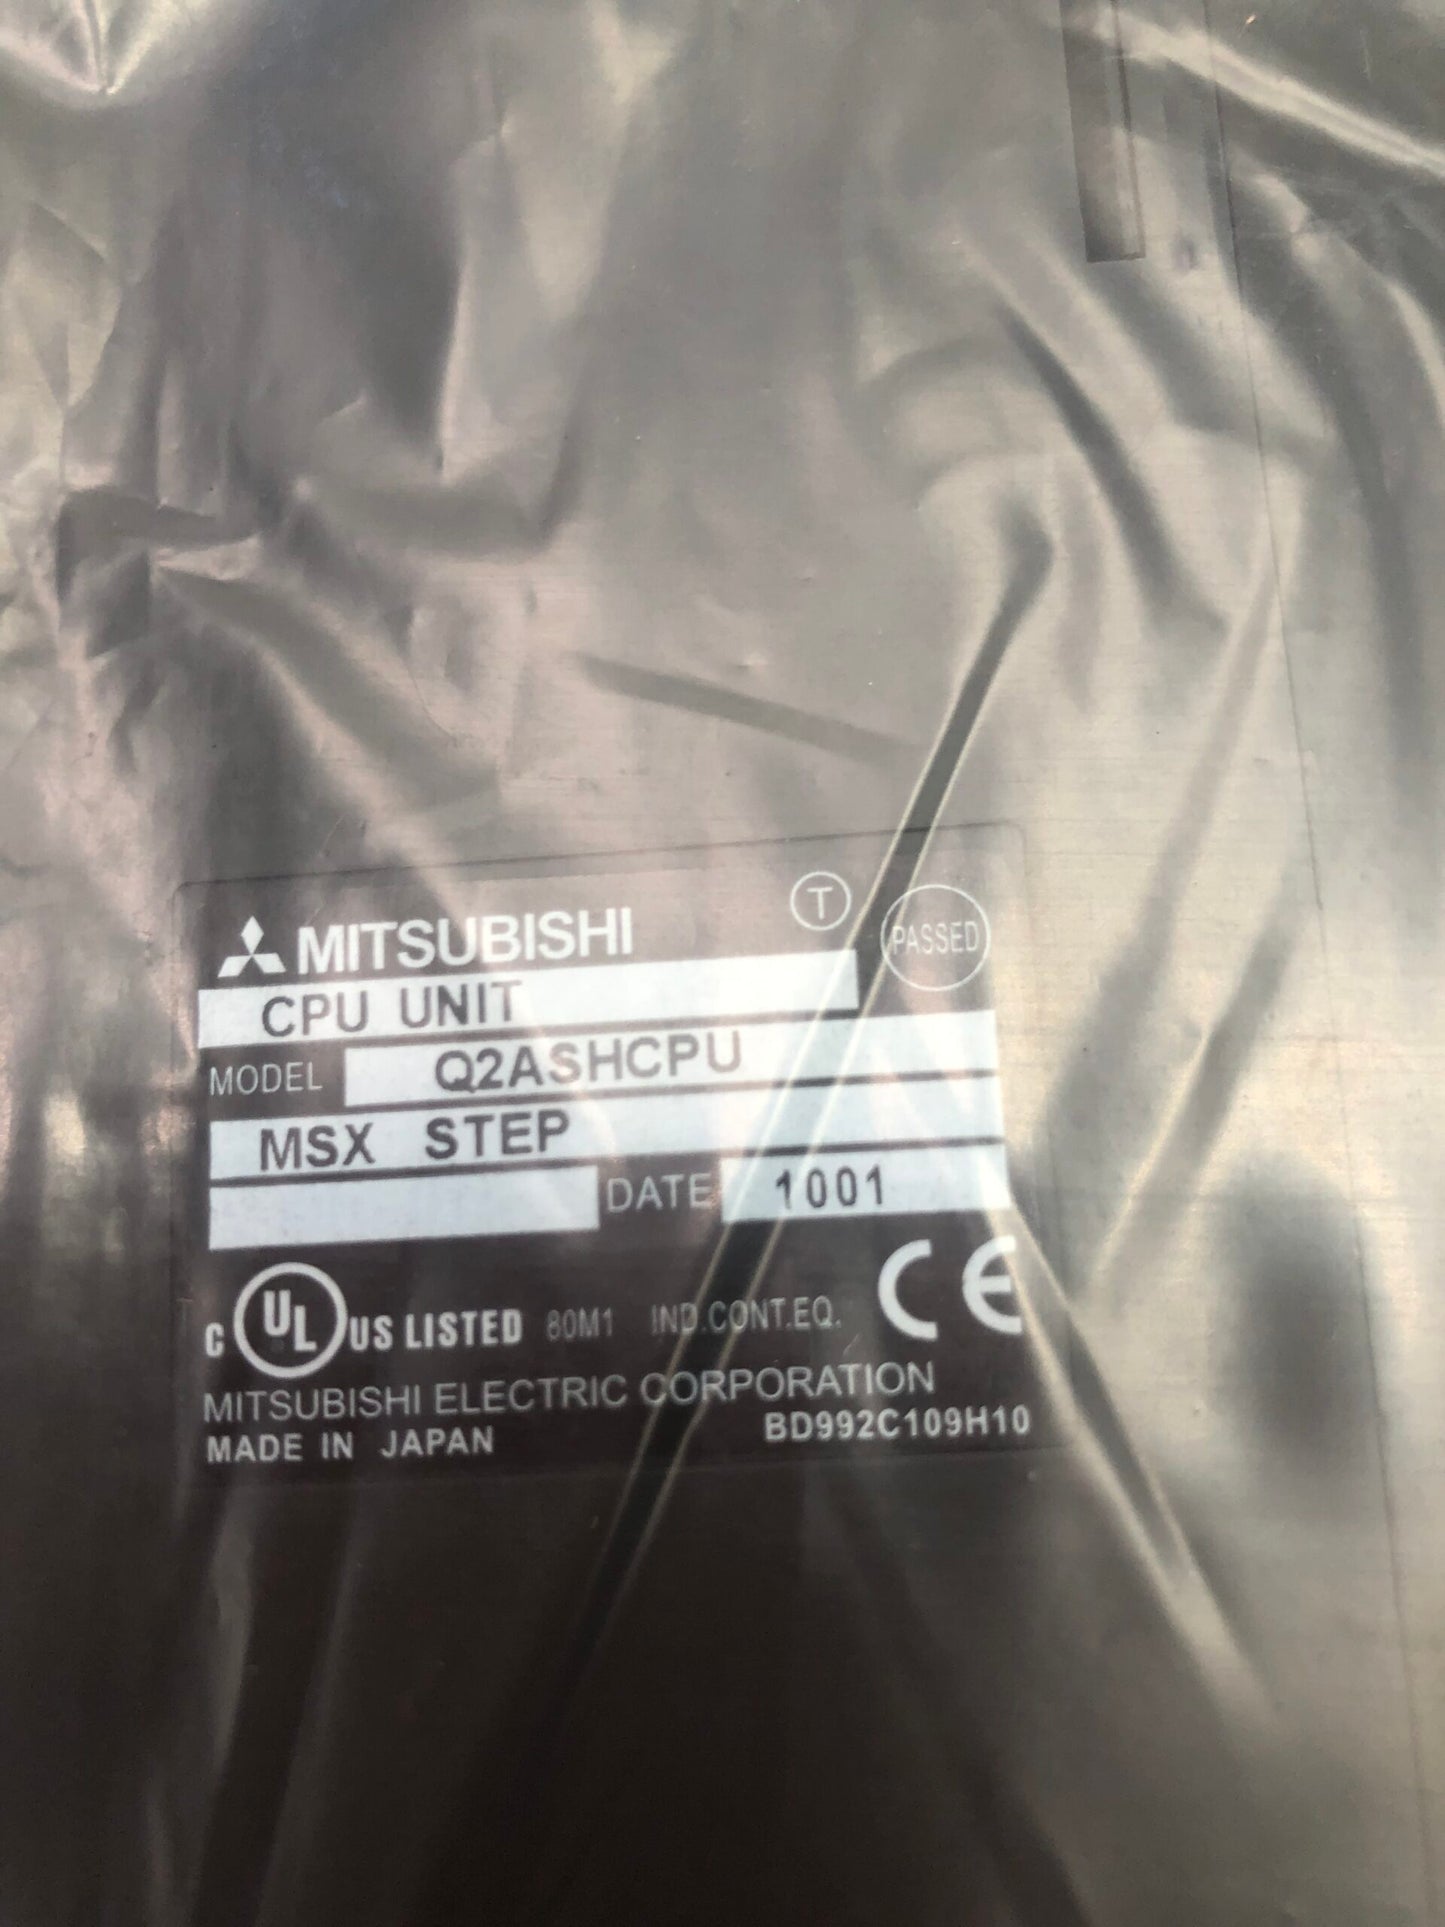 MITSUBISHI
T
PASSED
CPU UNIT
MODEL Q2ASHCPU
MSX STEP
DATE 1001
C UL US LISTED 80M1 IND.CONT.EQ. CE
MITSUBISHI ELECTRIC CORPORATION
MADE IN JAPAN BD992C109H10